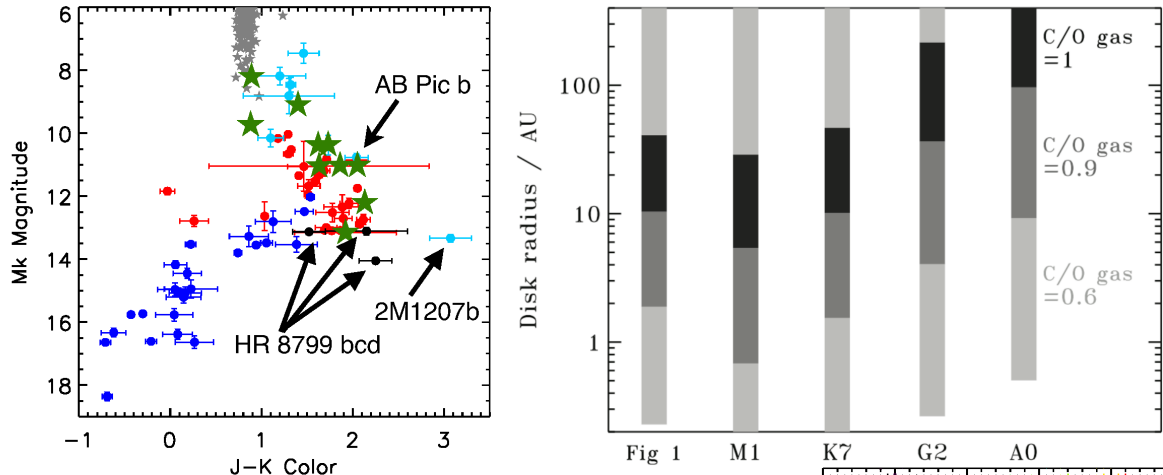 6
8
10
12
14
16
18
Mk Magnitude
-1
0
1
2
3
J-K Color
AB Pic b
2M1207b
HR 8799 bcd
Disk radius / AU
100
10
1
C/O gas
=1
C/O gas
=0.9
C/O gas
=0.6
Fig 1
M1
K7
G2
A0